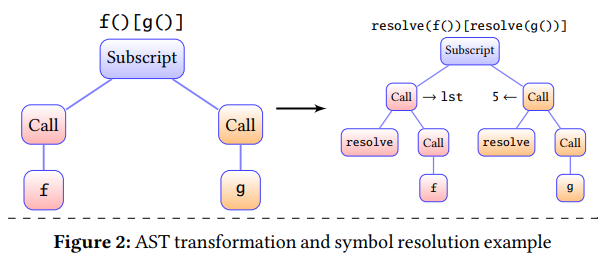 f()[g()]
Subscript
Call
Call
f
g
resolve(f())[resolve(g())]
Subscript
Call → lst
5 ← Call
resolve
Call
resolve
Call
f
g
Figure 2: AST transformation and symbol resolution example